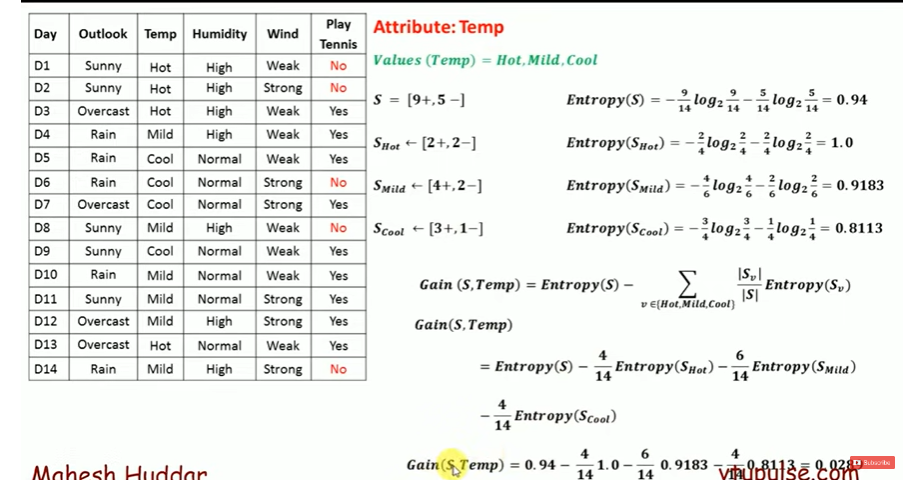 Day Outlook Temp Humidity Wind Play Tennis
D1 Sunny Hot High Weak No
D2 Sunny Hot High Strong No
D3 Overcast Hot High Weak Yes
D4 Rain Mild High Weak Yes
D5 Rain Cool Normal Weak Yes
D6 Rain Cool Normal Strong No
D7 Overcast Cool Normal Strong Yes
D8 Sunny Mild High Weak No
D9 Sunny Cool Normal Weak Yes
D10 Rain Mild Normal Weak Yes
D11 Sunny Mild Normal Strong Yes
D12 Overcast Mild High Strong Yes
D13 Overcast Hot Normal Weak Yes
D14 Rain Mild High Strong No
Attribute: Temp
Values (Temp) = Hot, Mild, Cool
S = [9+, 5 −] Entropy(S) = −9/14 log₂ 9/14 − 5/14 log₂ 5/14 = 0.94
S_Hot ← [2+, 2−] Entropy(S_Hot) = −2/4 log₂ 2/4 − 2/4 log₂ 2/4 = 1.0
S_Mild ← [4+, 2−] Entropy(S_Mild) = −4/6 log₂ 4/6 − 2/6 log₂ 2/6 = 0.9183
S_Cool ← [3+, 1−] Entropy(S_Cool) = −3/4 log₂ 3/4 − 1/4 log₂ 1/4 = 0.8113
Gain (S, Temp) = Entropy(S) − ∑ v∈{Hot,Mild,Cool} |S_v|/|S| Entropy(S_v)
Gain(S, Temp)
= Entropy(S) − 4/14 Entropy(S_Hot) − 6/14 Entropy(S_Mild)
− 4/14 Entropy(S_Cool)
Gain(S, Temp) = 0.94 − 4/14 1.0 − 6/14 0.9183 − 4/14 0.8113 = 0.028
Mahesh Huddar
vtupulse.com
Subscribe